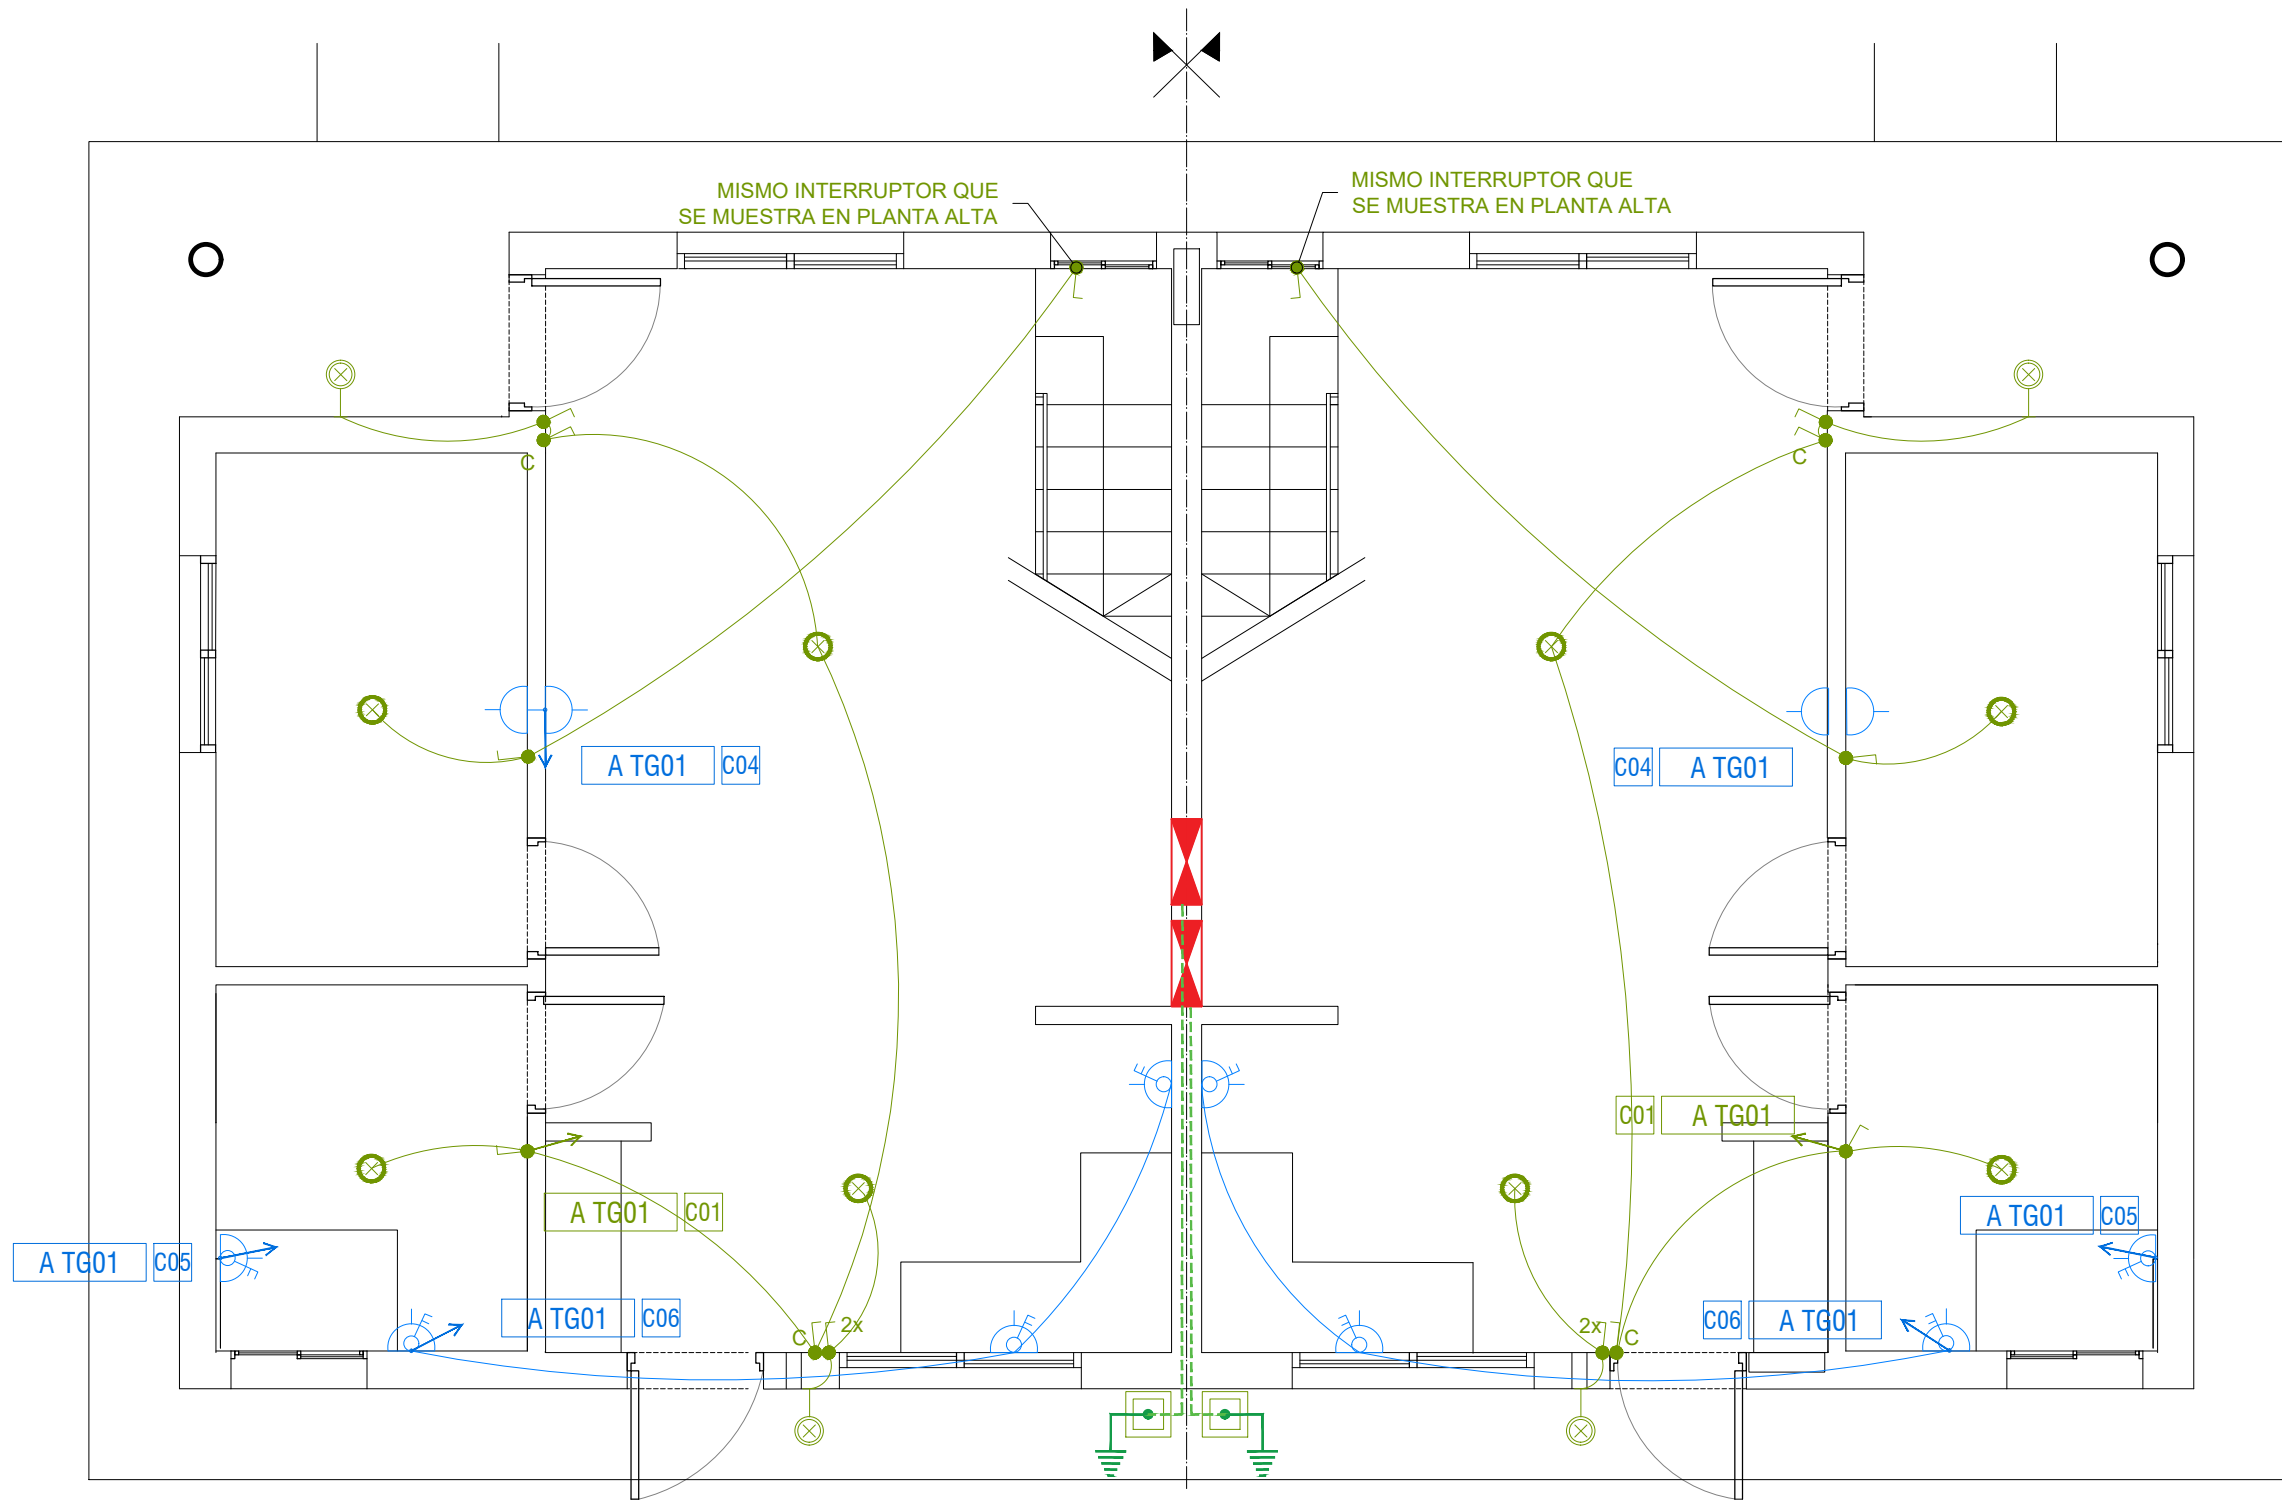 MISMO INTERRUPTOR QUE
SE MUESTRA EN PLANTA ALTA
MISMO INTERRUPTOR QUE
SE MUESTRA EN PLANTA ALTA
C
C
A TG01 C04
C04 A TG01
C01 A TG01
A TG01 C01
A TG01 C05
A TG01 C05
A TG01 C06
C06 A TG01
C 2x
2x C